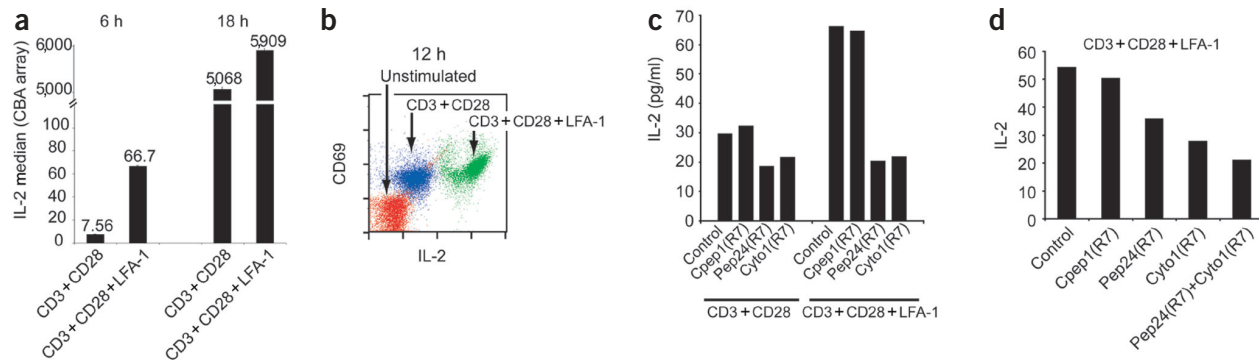 a
6 h
18 h
IL-2 median (CBA array)
6,000
5,000
100
80
60
40
20
0
7.56
66.7
5,068
5,909
CD3+CD28
CD3+CD28+LFA-1
CD3+CD28
CD3+CD28+LFA-1
b
12 h
Unstimulated
CD3+CD28
CD3+CD28+LFA-1
CD69
IL-2
c
IL-2 (pg/ml)
70
60
50
40
30
20
10
0
Control
Cpep1(R7)
Pep24(R7)
Cyto1(R7)
Control
Cpep1(R7)
Pep24(R7)
Cyto1(R7)
CD3+CD28
CD3+CD28+LFA-1
d
CD3+CD28+LFA-1
IL-2
60
50
40
30
20
10
0
Control
Cpep1(R7)
Pep24(R7)
Cyto1(R7)
Pep24(R7)+Cyto1(R7)